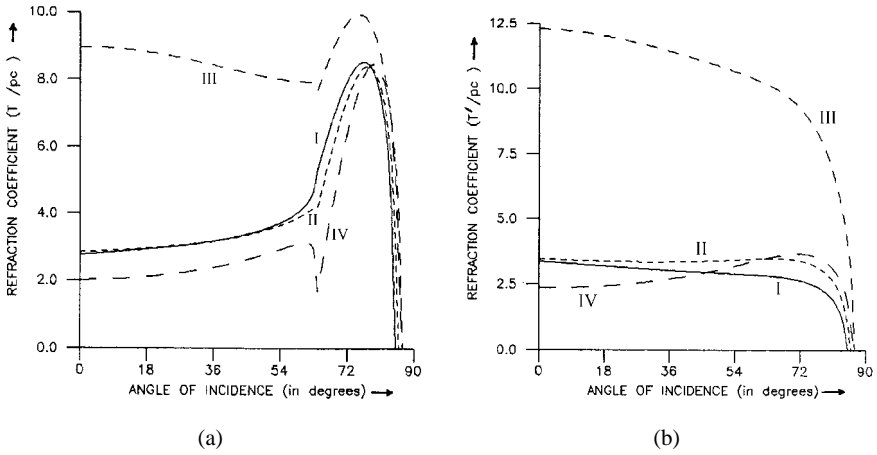 REFRACTION COEFFICIENT (T /pc)
10.0
8.0
6.0
4.0
2.0
0.0
III
I
II
IV
0 18 36 54 72 90
ANGLE OF INCIDENCE (in degrees)
(a)
REFRACTION COEFFICIENT (T′/pc)
12.5
10.0
7.5
5.0
2.5
0.0
III
II
I
IV
0 18 36 54 72 90
ANGLE OF INCIDENCE (in degrees)
(b)